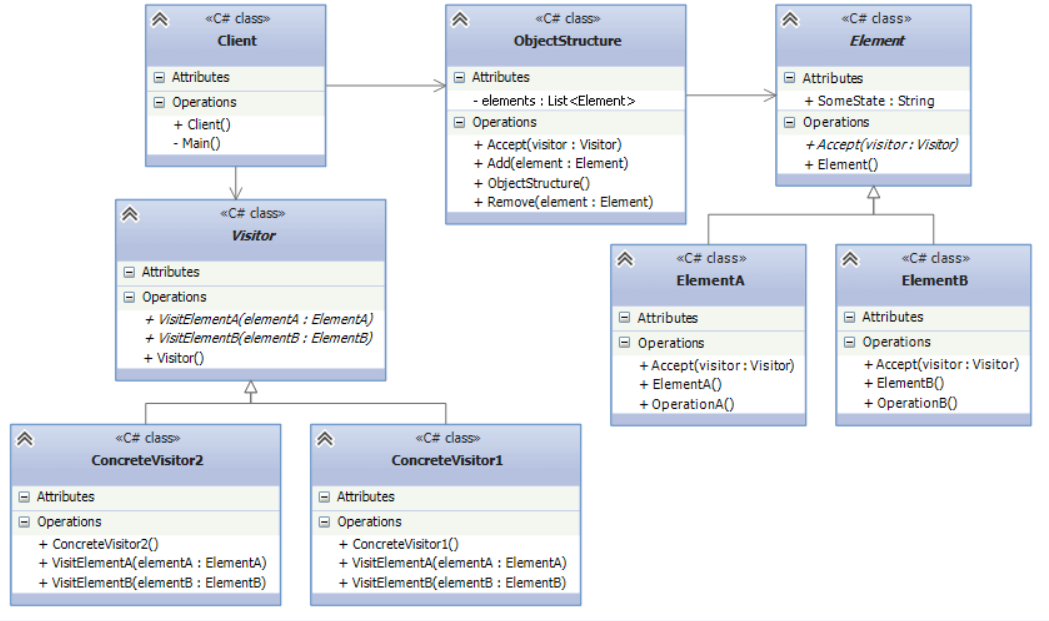 «C# class»
Client
Attributes
Operations
+ Client()
- Main()
«C# class»
ObjectStructure
Attributes
- elements : List<Element>
Operations
+ Accept(visitor : Visitor)
+ Add(element : Element)
+ ObjectStructure()
+ Remove(element : Element)
«C# class»
Element
Attributes
+ SomeState : String
Operations
+ Accept(visitor : Visitor)
+ Element()
«C# class»
Visitor
Attributes
Operations
+ VisitElementA(elementA : ElementA)
+ VisitElementB(elementB : ElementB)
+ Visitor()
«C# class»
ElementA
Attributes
Operations
+ Accept(visitor : Visitor)
+ ElementA()
+ OperationA()
«C# class»
ElementB
Attributes
Operations
+ Accept(visitor : Visitor)
+ ElementB()
+ OperationB()
«C# class»
ConcreteVisitor2
Attributes
Operations
+ ConcreteVisitor2()
+ VisitElementA(elementA : ElementA)
+ VisitElementB(elementB : ElementB)
«C# class»
ConcreteVisitor1
Attributes
Operations
+ ConcreteVisitor1()
+ VisitElementA(elementA : ElementA)
+ VisitElementB(elementB : ElementB)